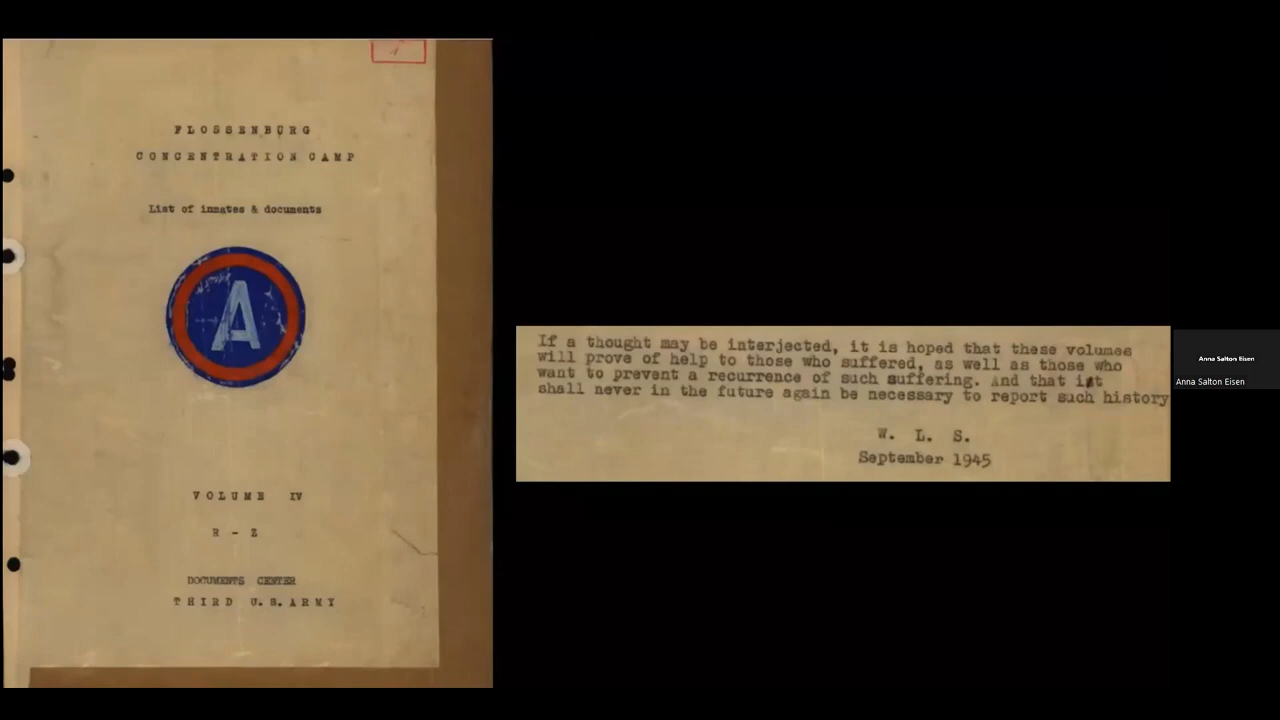 FLOSSENBURG
CONCENTRATION CAMP
List of inmates & documents
A
VOLUME IV
R - Z
DOCUMENTS CENTER
THIRD U.S. ARMY
If a thought may be interjected, it is hoped that these volumes
will prove of help to those who suffered, as well as those who
want to prevent a recurrence of such suffering. And that ist
shall never in the future again be necessary to report such history
W. L. S.
September 1945
Anna Salton Eisen
Anna Salton Eisen